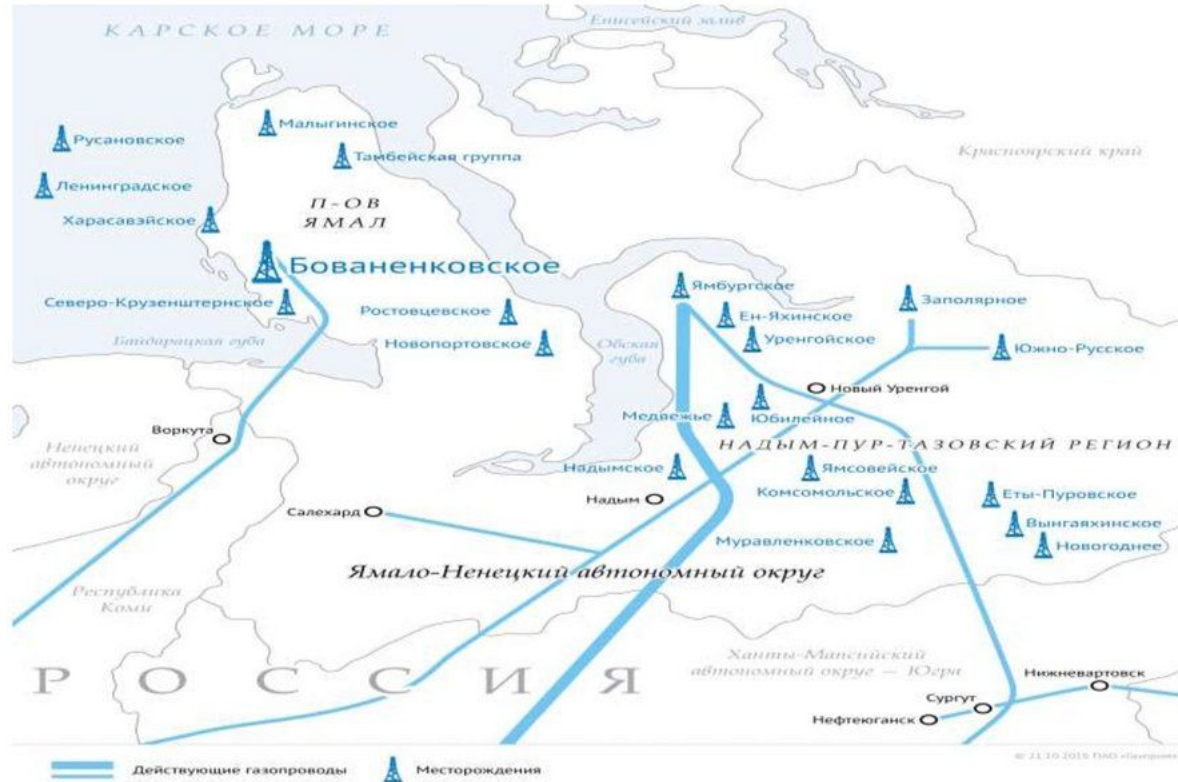 КАРСКОЕ МОРЕ
Енисейский залив
Малыгинское
Русановское
Тамбейская группа
Красноярский край
Ленинградское
П-ОВ
ЯМАЛ
Харасавэйское
Бованенковское
Ямбургское
Северо-Крузенштернское
Ростовцевское
Ен-Яхинское
Заполярное
Байдарацкая губа
Новопортовское
Обская
губа
Уренгойское
Южно-Русское
Новый Уренгой
Воркута
Медвежье
Юбилейное
Ненецкий
автономный
округ
НАДЫМ-ПУР-ТАЗОВСКИЙ РЕГИОН
Надымское
Ямсовейское
Надым
Комсомольское
Еты-Пуровское
Салехард
Вынгаяхинское
Муравленковское
Новогоднее
Ямало-Ненецкий автономный округ
Республика
Коми
Ханты-Мансийский
автономный округ — Югра
РОССИЯ
Нижневартовск
Сургут
Нефтеюганск
Действующие газопроводы
Месторождения
ПАО «Газпром»